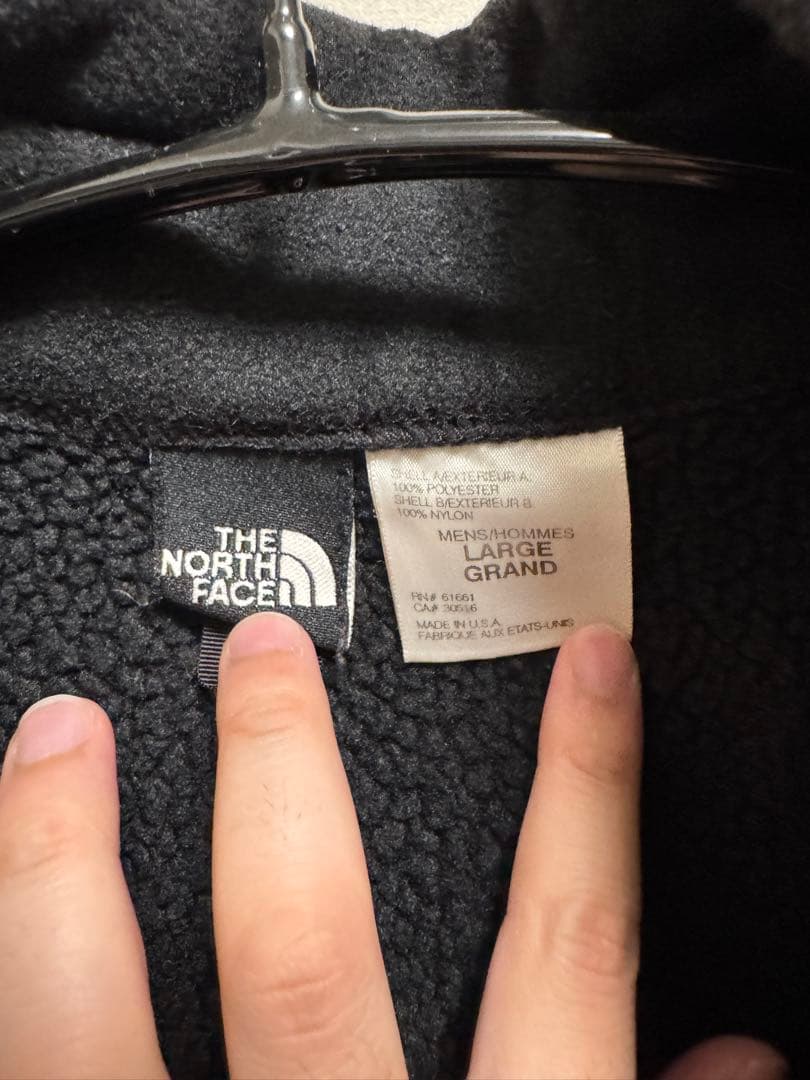 THE
NORTH
FACE
SHELL A/EXTERIEUR A:
100% POLYESTER
SHELL B/EXTERIEUR B:
100% NYLON
MENS/HOMMES
LARGE
GRAND
RN# 61661
CA# 30516
MADE IN U.S.A.
FABRIQUE AUX ETATS-UNIS